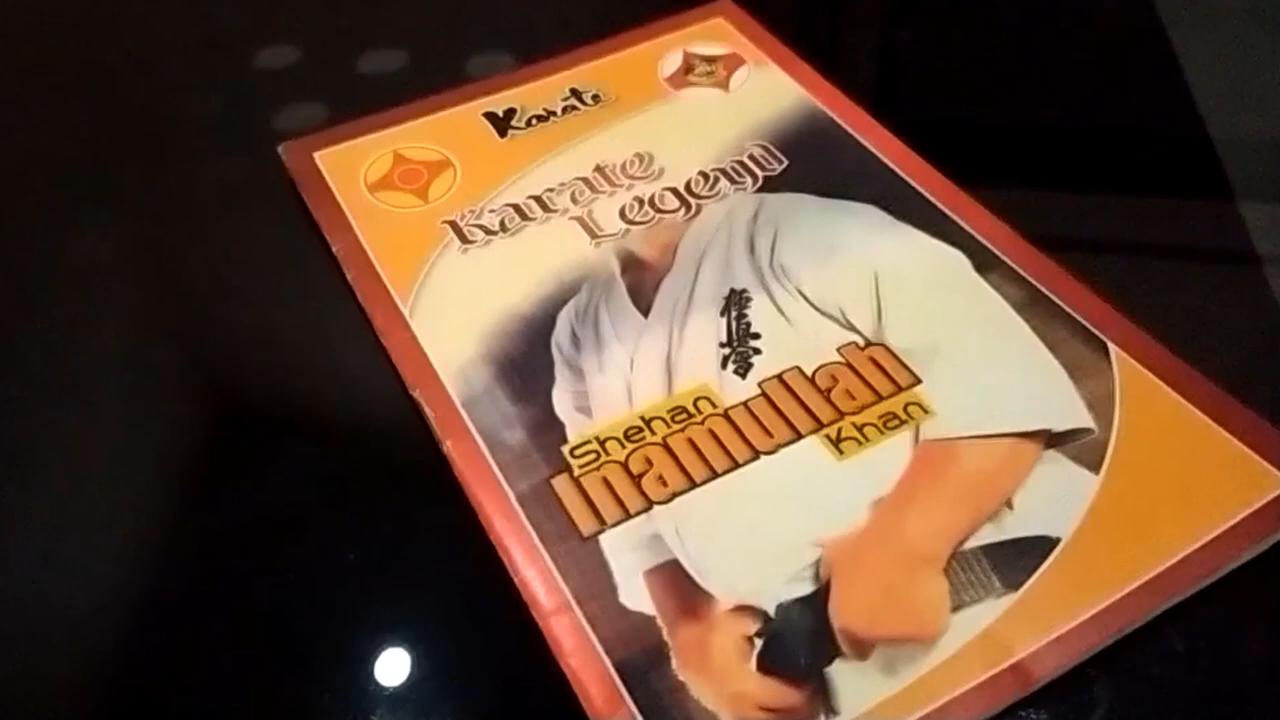 Karate
Karate
Legend
極真会
Shehan
Inamullah
Khan